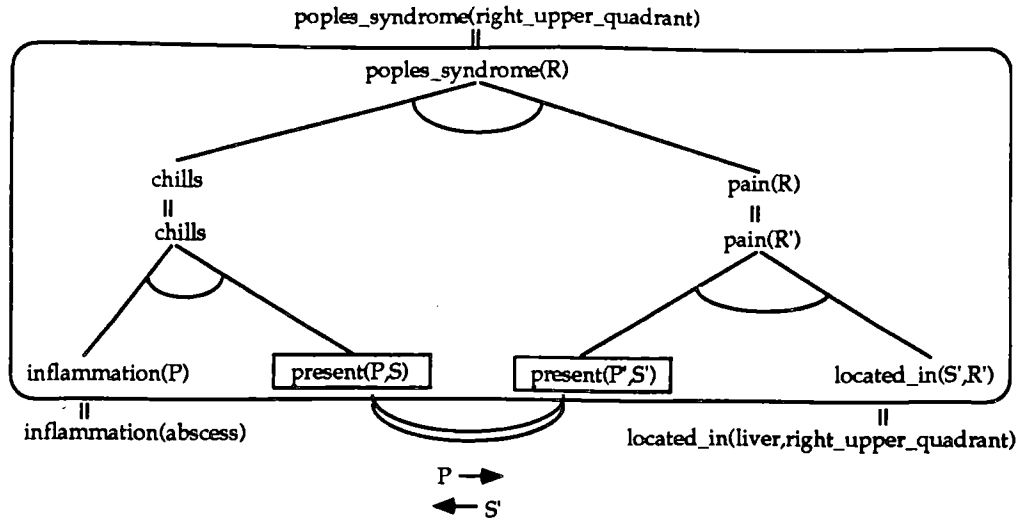 poples_syndrome(right_upper_quadrant)
||
poples_syndrome(R)
chills pain(R)
|| ||
chills pain(R')
inflammation(P) present(P,S) present(P',S') located_in(S',R')
|| ||
inflammation(abscess) located_in(liver,right_upper_quadrant)
P
S'